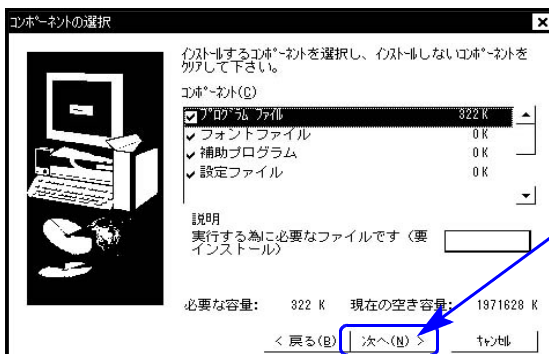 コンポーネントの選択
インストールするコンポーネントを選択し、インストールしないコンポーネントを
クリアして下さい。
コンポーネント(C)
プログラム ファイル 322 K
フォントファイル 0 K
補助プログラム 0 K
設定ファイル 0 K
説明
実行する為に必要なファイルです（要
インストール）
必要な容量: 322 K 現在の空き容量: 1971628 K
< 戻る(B) 次へ(N) > キャンセル